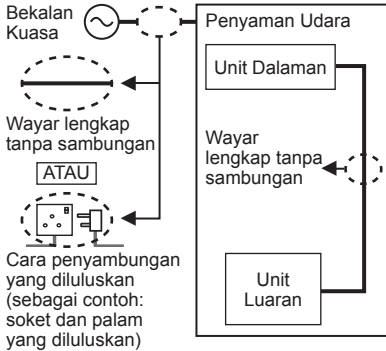 Bekalan
Kuasa
Penyaman Udara
Unit Dalaman
Wayar lengkap
tanpa sambungan
ATAU
Wayar
lengkap tanpa
sambungan
Cara penyambungan
yang diluluskan
(sebagai contoh:
soket dan palam
yang diluluskan)
Unit
Luaran